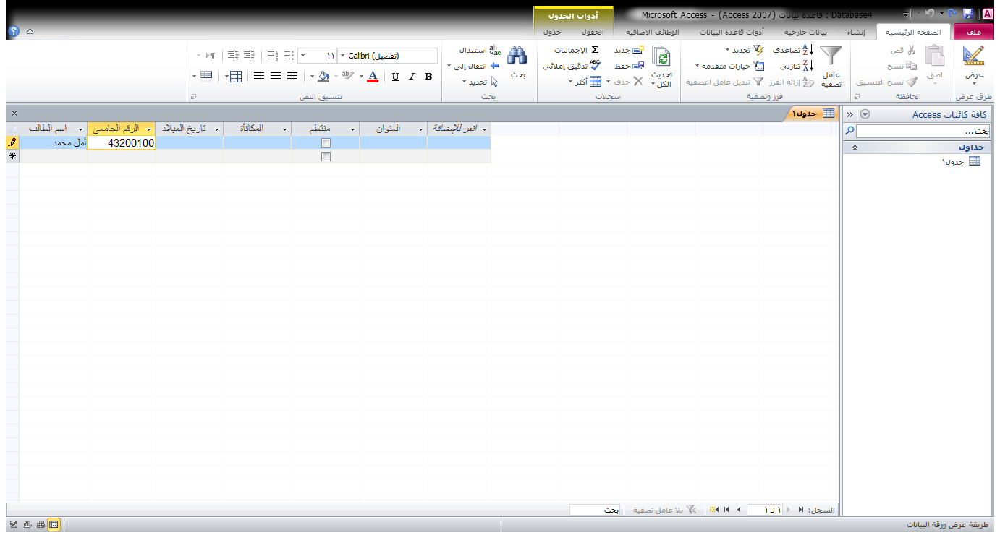 Database4 : قاعدة بيانات (Access 2007) - Microsoft Access
أدوات الجدول
ملف الصفحة الرئيسية إنشاء بيانات خارجية أدوات قاعدة البيانات الوظائف الإضافية الحقول جدول
عرض
طرق عرض
لصق
قص
نسخ
نسخ التنسيق
الحافظة
عامل تصفية
تصاعدي
تنازلي
إزالة الفرز
تحديد
خيارات متقدمة
تبديل عامل التصفية
فرز وتصفية
تحديث الكل
جديد
حفظ
حذف
الإجماليات
تدقيق إملائي
أكثر
سجلات
بحث
استبدال
انتقال إلى
تحديد
بحث
Calibri (تفصيل) ١١
B I U A
تنسيق النص
كافة كائنات Access
بحث...
جداول
جدول١
جدول١
اسم الطالب الرقم الجامعي تاريخ الميلاد المكافأة منتظم العنوان انقر للإضافة
أمل محمد 43200100
السجل: ١ لـ ١ بلا عامل تصفية بحث
طريقة عرض ورقة البيانات